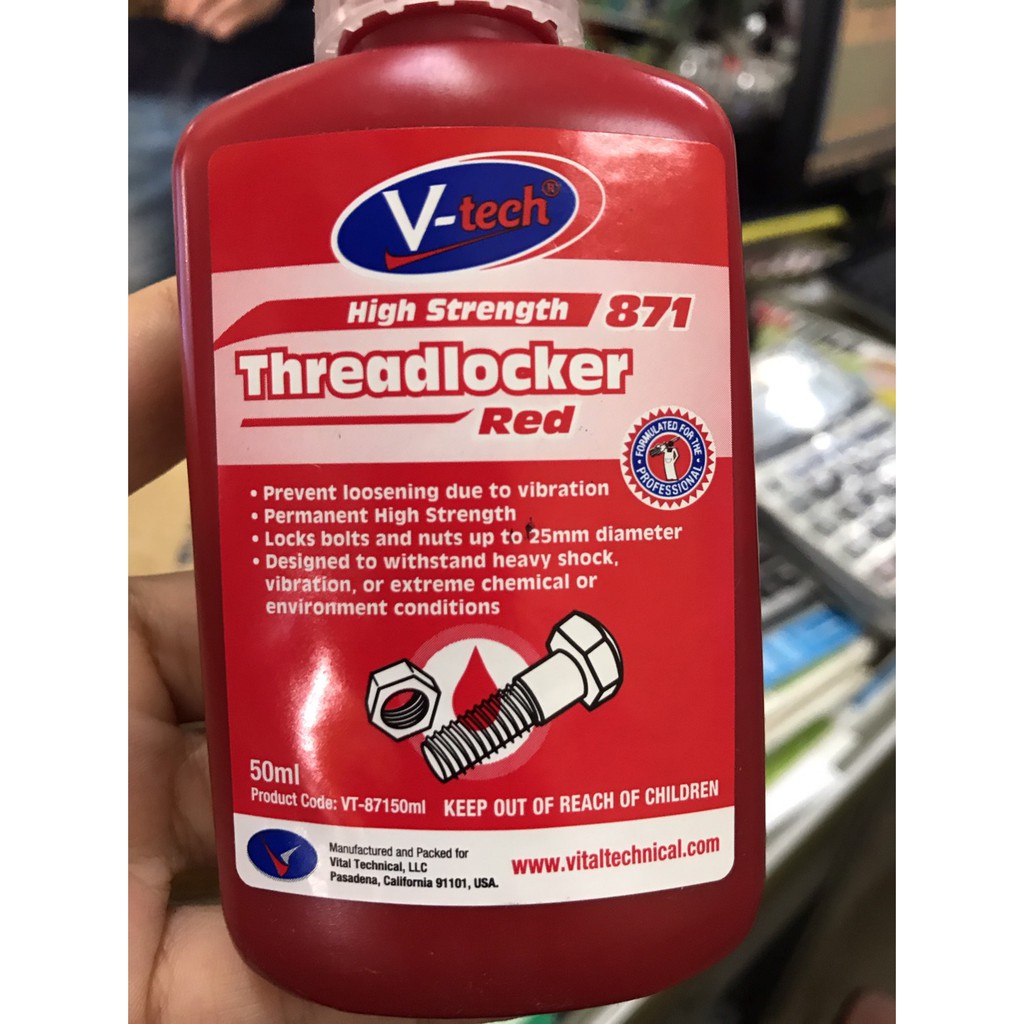 V-tech®
High Strength 871
Threadlocker
Red
FORMULATED FOR THE
PROFESSIONAL
• Prevent loosening due to vibration
• Permanent High Strength
• Locks bolts and nuts up to 25mm diameter
• Designed to withstand heavy shock,
vibration, or extreme chemical or
environment conditions
50ml
Product Code: VT-87150ml
KEEP OUT OF REACH OF CHILDREN
Manufactured and Packed for
Vital Technical, LLC
Pasadena, California 91101, USA.
www.vitaltechnical.com